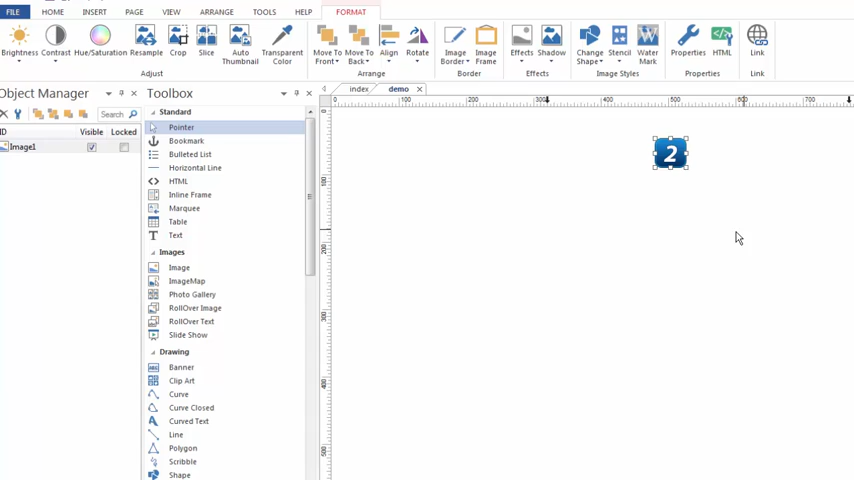 FILE HOME INSERT PAGE VIEW ARRANGE TOOLS HELP FORMAT
Brightness Contrast Hue/Saturation Resample Crop Slice Auto Thumbnail Transparent Color Move To Front Move To Back Align Rotate Image Border Image Frame Effects Shadow Change Shape Stencil Water Mark Properties HTML Link
Adjust Arrange Border Effects Image Styles Properties Link
Object Manager Toolbox index demo
Search
ID Visible Locked
Image1
0 100 200 300 400 500 600 700
0
100
200
300
400
500
2
Standard
Pointer
Bookmark
Bulleted List
Horizontal Line
HTML
Inline Frame
Marquee
Table
Text
Images
Image
ImageMap
Photo Gallery
RollOver Image
RollOver Text
Slide Show
Drawing
Banner
Clip Art
Curve
Curve Closed
Curved Text
Line
Polygon
Scribble
Shape